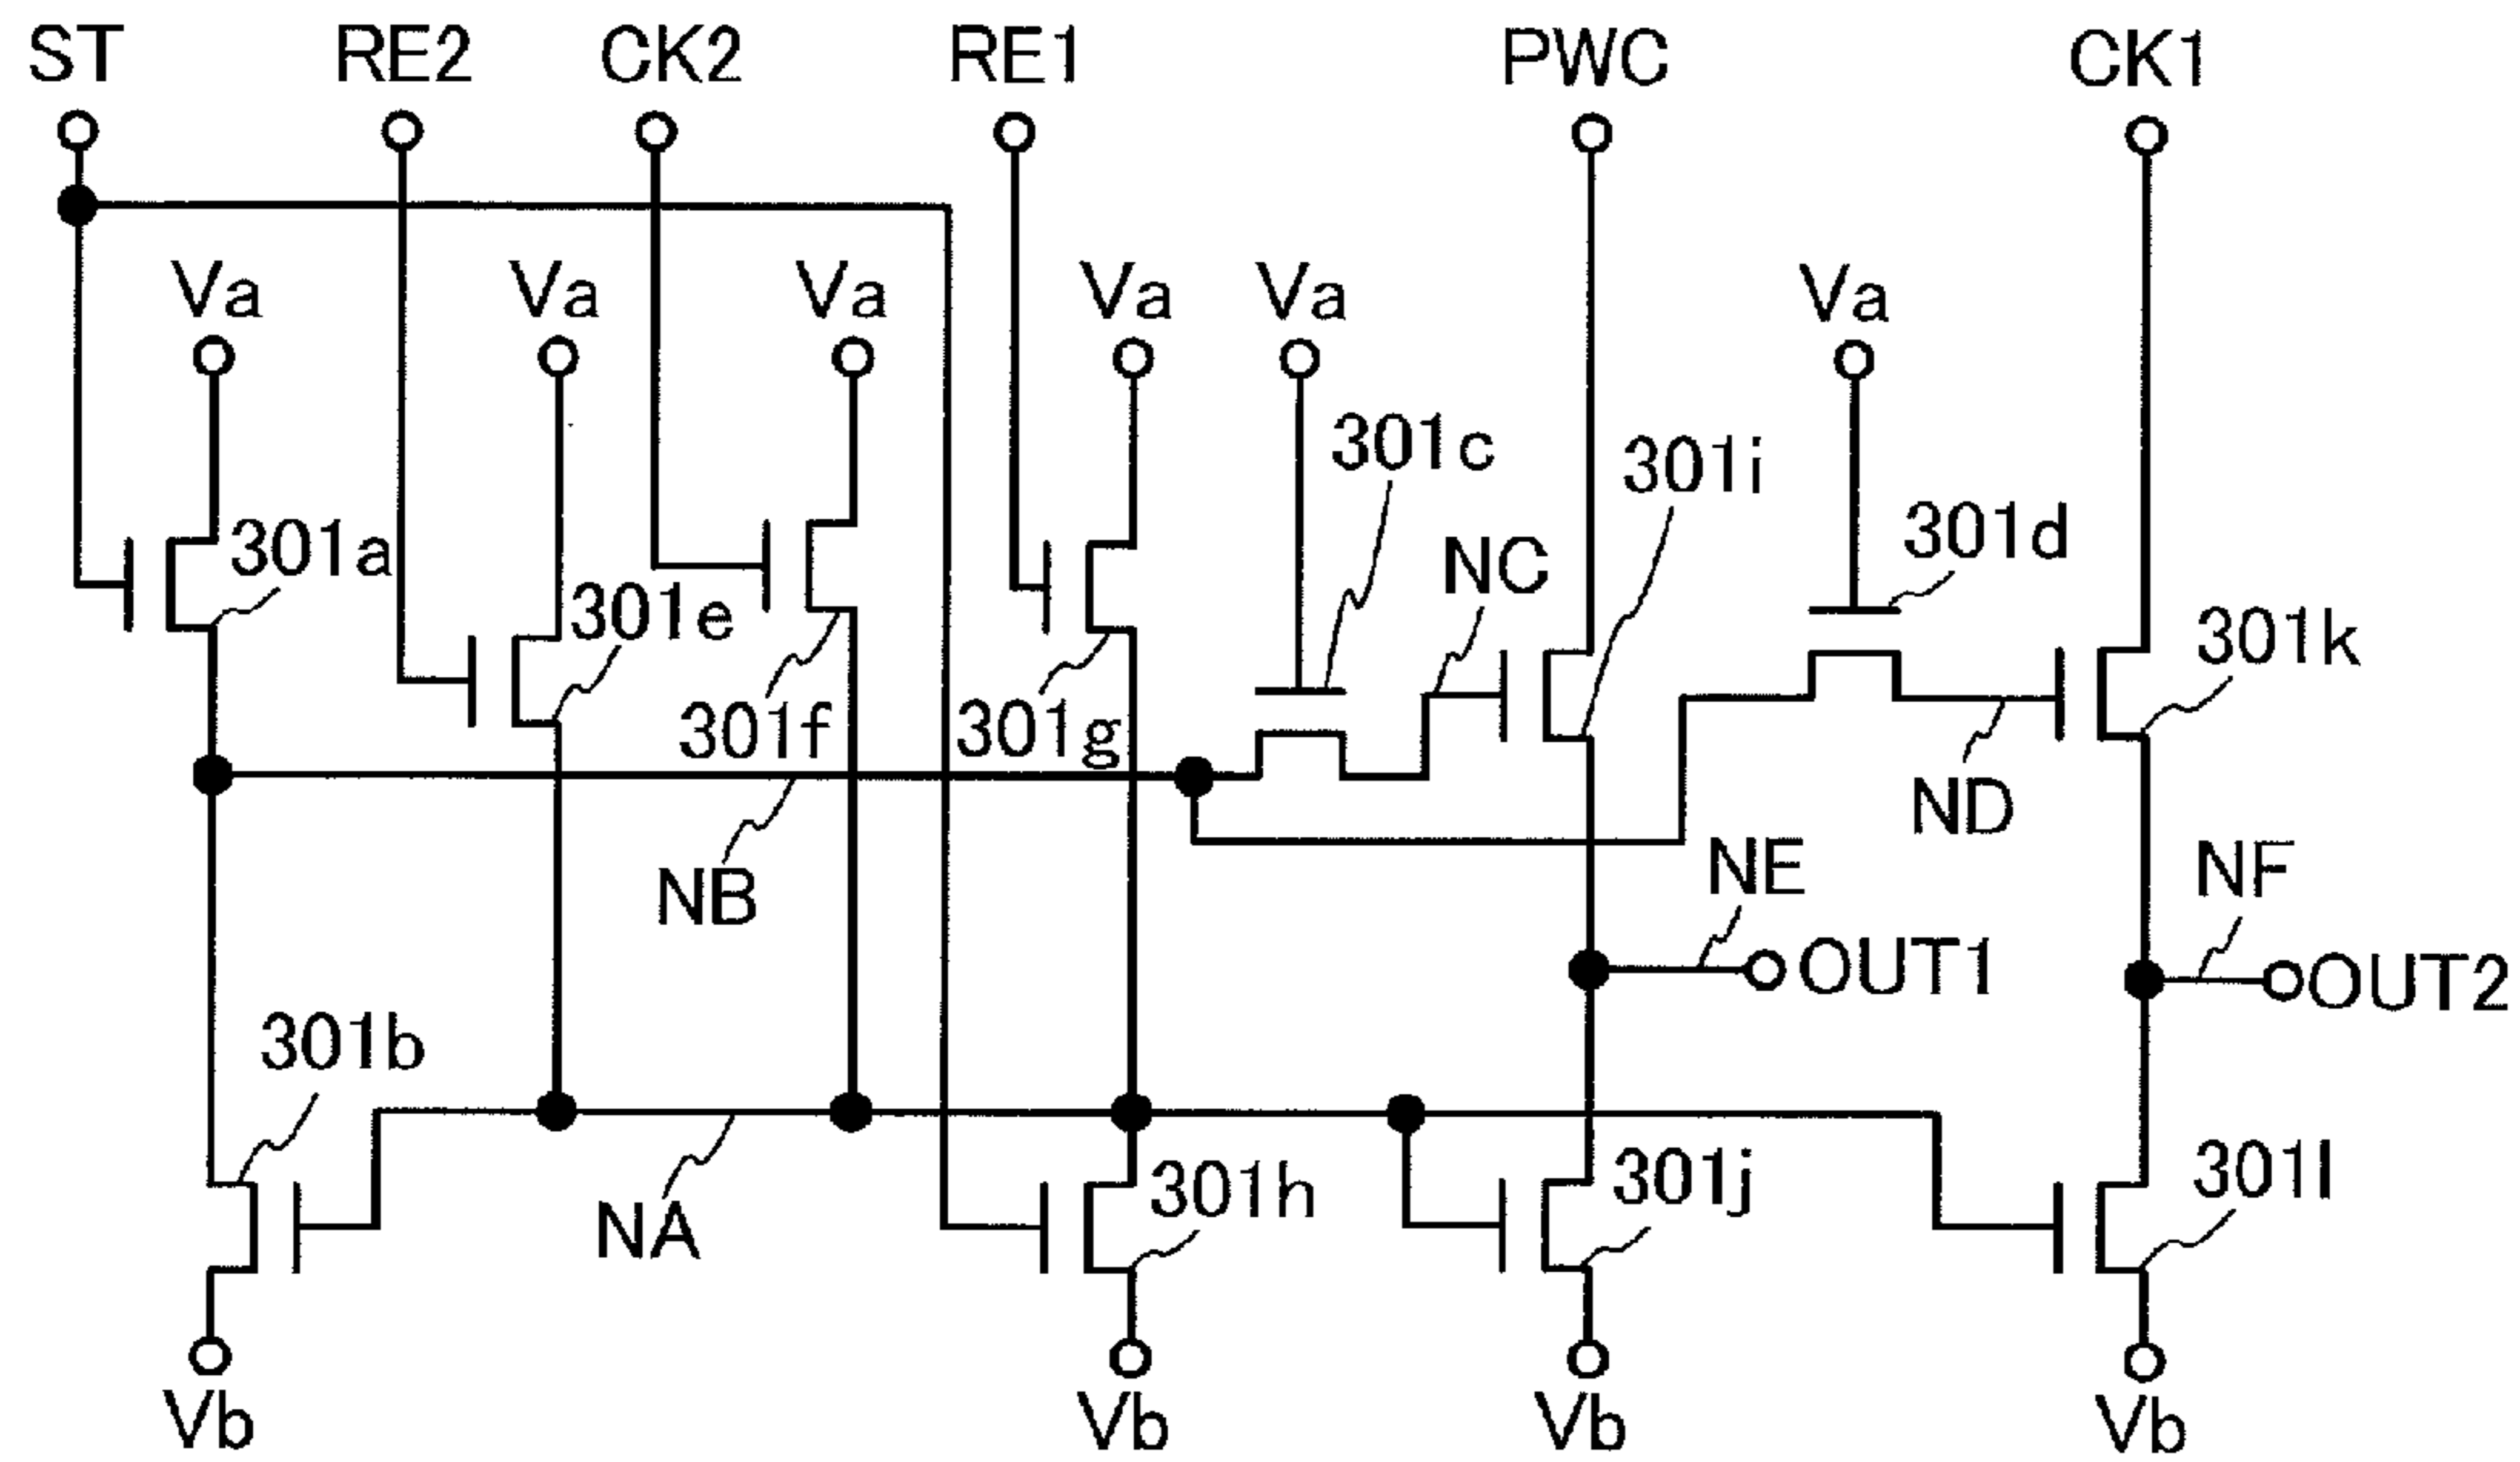 ST RE2 CK2 RE1 PWC CK1
Va Va Va Va Va Va
301c 301i
301a 301d
NC
301e 301k
301f 301g
ND
NB NE NF
OUT1 OUT2
301b
301h 301j 301l
NA
Vb Vb Vb Vb